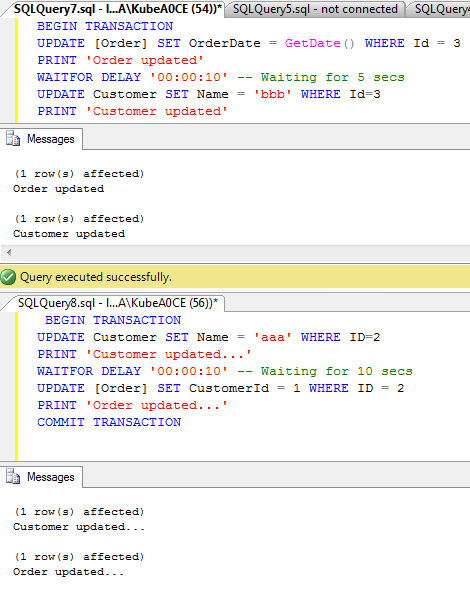 SQLQuery7.sql - I...A\KubeA0CE (54))* SQLQuery5.sql - not connected SQLQuery4
BEGIN TRANSACTION
UPDATE [Order] SET OrderDate = GetDate() WHERE Id = 3
PRINT 'Order updated'
WAITFOR DELAY '00:00:10' -- Waiting for 5 secs
UPDATE Customer SET Name = 'bbb' WHERE Id=3
PRINT 'Customer updated'
Messages
(1 row(s) affected)
Order updated
(1 row(s) affected)
Customer updated
Query executed successfully.
SQLQuery8.sql - I...A\KubeA0CE (56))*
BEGIN TRANSACTION
UPDATE Customer SET Name = 'aaa' WHERE ID=2
PRINT 'Customer updated...'
WAITFOR DELAY '00:00:10' -- Waiting for 10 secs
UPDATE [Order] SET CustomerId = 1 WHERE ID = 2
PRINT 'Order updated...'
COMMIT TRANSACTION
Messages
(1 row(s) affected)
Customer updated...
(1 row(s) affected)
Order updated...